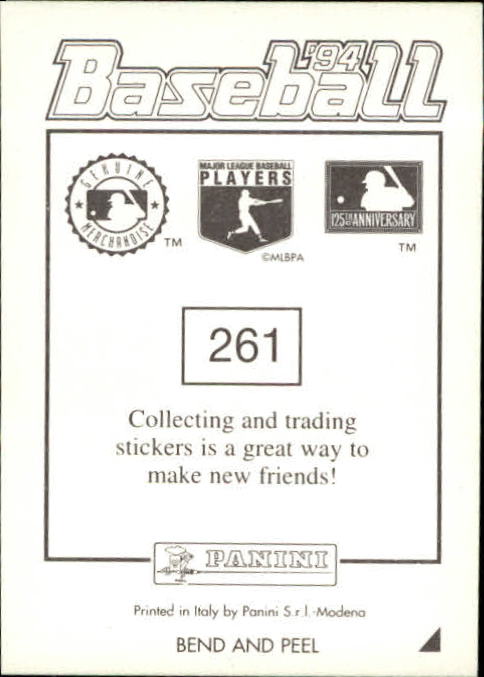 '94
Baseball
GENUINE
MERCHANDISE
TM
MAJOR LEAGUE BASEBALL
PLAYERS
©MLBPA
125TH ANNIVERSARY
TM
261
Collecting and trading
stickers is a great way to
make new friends!
PANINI
Printed in Italy by Panini S.r.l.-Modena
BEND AND PEEL